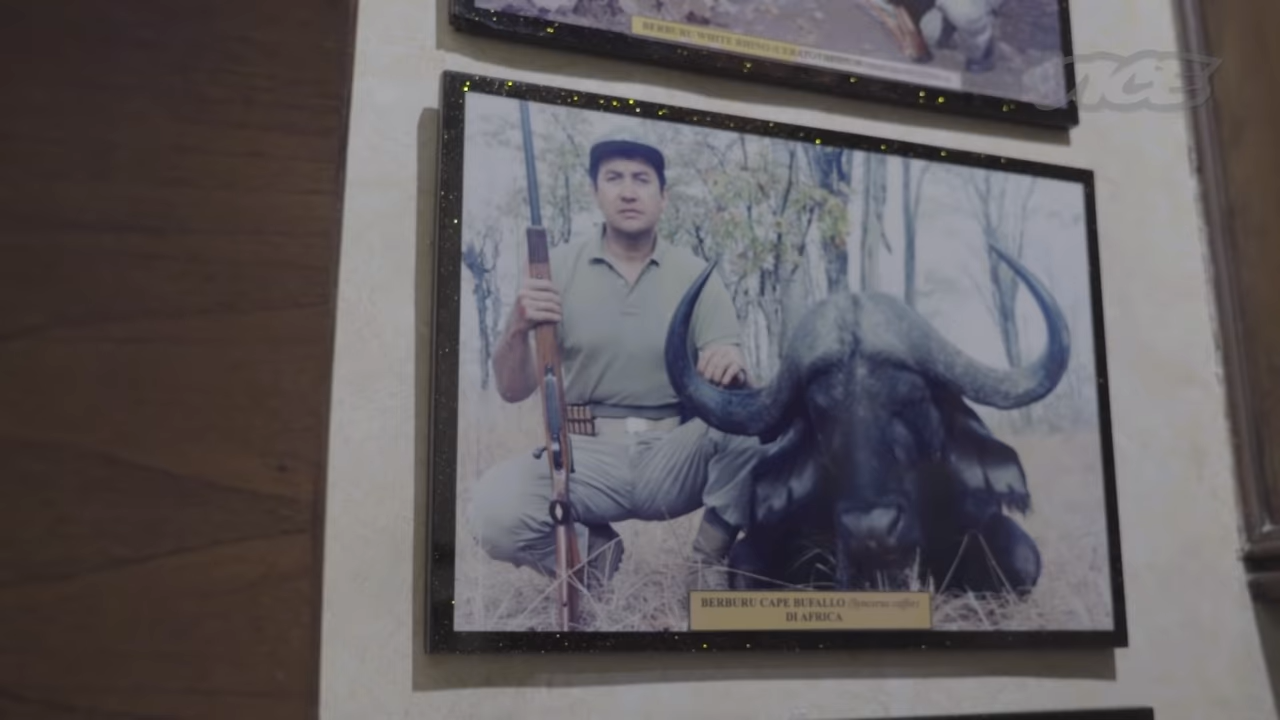 BERBURU WHITE RHINO
VICE
BERBURU CAPE BUFALLO (Syncerus caffer)
DI AFRICA